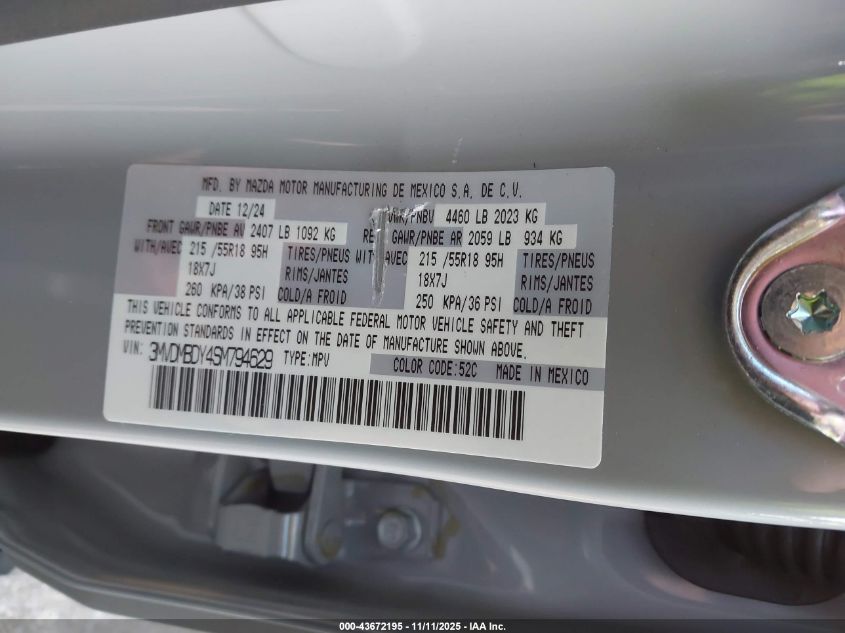 MFD. BY MAZDA MOTOR MANUFACTURING DE MEXICO S.A. DE C.V.
DATE 12/24 /PNBV 4460 LB 2023 KG
FRONT GAWR/PNBE AV 2407 LB 1092 KG GAWR/PNBE AR 2059 LB 934 KG
WITH/AVEC 215 /55R18 95H TIRES/PNEUS WITH/AVEC 215 /55R18 95H TIRES/PNEUS
18X7J RIMS/JANTES 18X7J RIMS/JANTES
260 KPA/38 PSI COLD/A FROID 250 KPA/36 PSI COLD/A FROID
THIS VEHICLE CONFORMS TO ALL APPLICABLE FEDERAL MOTOR VEHICLE SAFETY AND THEFT
PREVENTION STANDARDS IN EFFECT ON THE DATE OF MANUFACTURE SHOWN ABOVE.
VIN: 3MVDMBDY4SM794629 TYPE:MPV COLOR CODE:52C MADE IN MEXICO
000-43672195 - 11/11/2025 - IAA Inc.